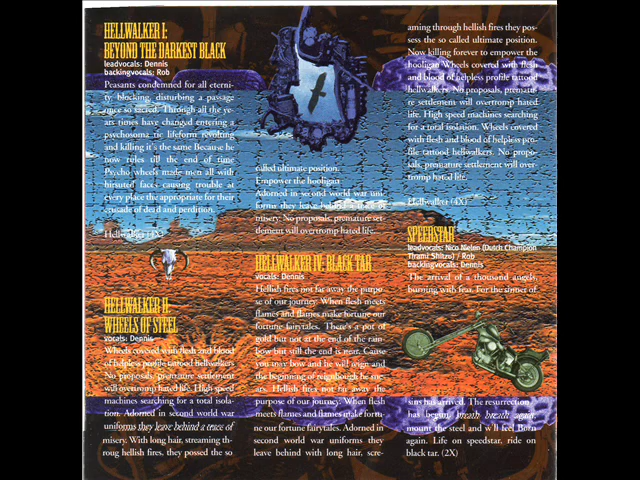 HELLWALKER I:
BEYOND THE DARKEST BLACK
leadvocals: Dennis
backingvocals: Rob
Peasants condemned for all eterni-
ty blocking, disturbing a passage
once so sacred. Through all the ye-
ars times have changed entering a
psychosoma tic lifeform revolting
and killing it's the same Because he
now rules till the end of time
Psycho wheels made men all with
hirsuted faces causing trouble at
every place the appropriate for their
crusade of dead and perdition.
Hellwalker (4X)
HELLWALKER II:
WHEELS OF STEEL
vocals: Dennis
Wheels covered with flesh and blood
of helpless profile tattood hellwalkers
No proposals, premature settlement
will overtromp hated life. High speed
machines searching for a total isola-
tion. Adorned in second world war
uniforms they leave behind a trace of
misery. With long hair, streaming th-
roug hellish fires, they possed the so
called ultimate position.
Empower the hooligan.
Adorned in second world war uni-
forms they leave behind a trace of
misery. No proposals, premature set-
tlement will overtromp hated life.
HELLWALKER IV: BLACK TAR
vocals: Dennis
Hellish fires not far away the purpo
se of our journey. When flesh meets
flames and flames make fortune our
fortune fairytales. There's a pot of
gold but not at the end of the rain
bow but still the end is near. Cause
you may bow and he will reign and
the beginning of reign though he
ars. Hellish fires not far away the
purpose of our journey. When flesh
meets flames and flames make fortu
ne our fortune fairytales. Adorned in
second world war uniforms they
leave behind with long hair, scre-
aming through hellish fires they pos-
sess the so called ultimate position.
Now killing forever to empower the
hooligan Wheels covered with flesh
and blood of helpless profile tattood
hellwalkers. No proposals, prematu-
re settlement will overtromp hated
life. High speed machines searching
for a total isolation. Wheels covered
with flesh and blood of helpless pro-
file tattood hellwalkers. No propo-
sals, premature settlement will over-
tromp hated life.
Hellwalker (4X)
SPEEDSTAR
leadvocals: Nico Nielen (Dutch Champion
Thrami Shikzo) / Rob
backingvocals: Dennis
The arrival of a thousand angels,
burning with fear. For the sinner of
sins has arrived. The resurrection
has begun, breath breath again,
mount the steel and w'll feel Born
again. Life on speedstar, ride on
black tar. (2X)